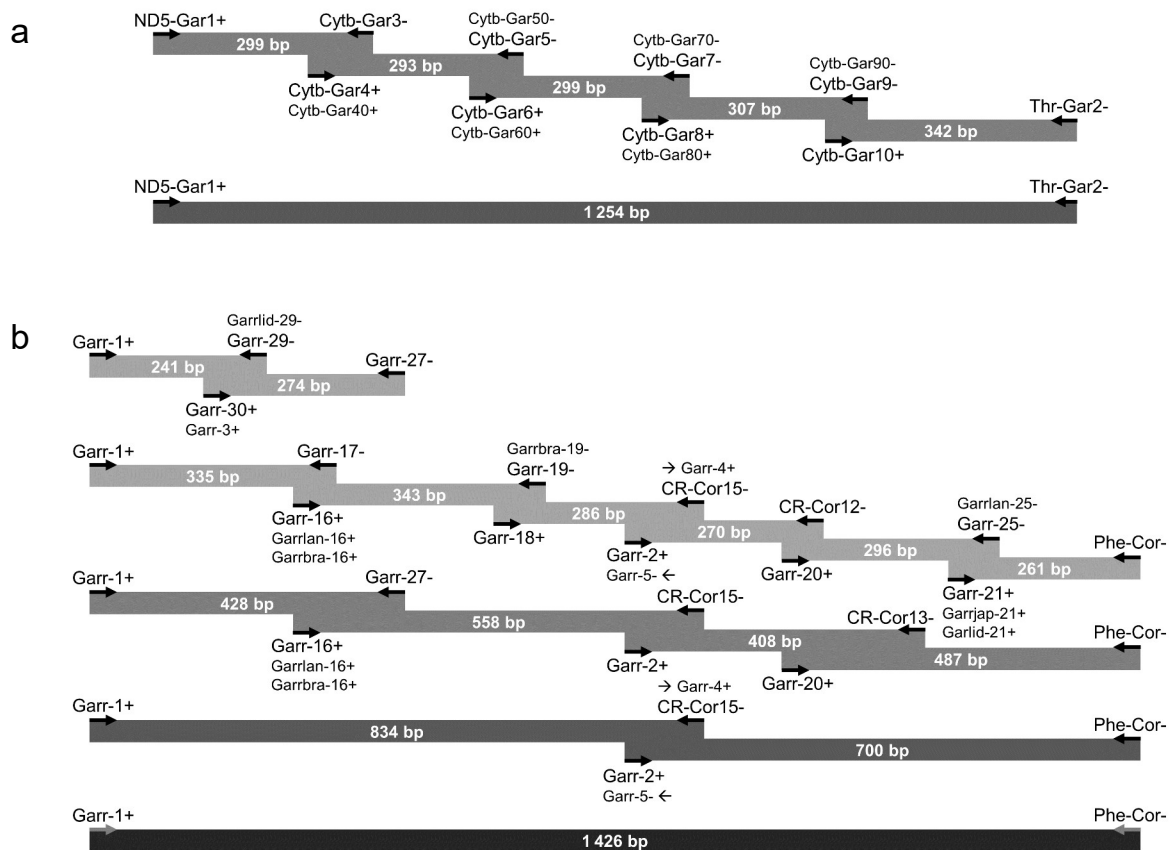 a
ND5-Gar1+
Cytb-Gar3-
Cytb-Gar50-
Cytb-Gar5-
Cytb-Gar70-
Cytb-Gar7-
Cytb-Gar90-
Cytb-Gar9-
Thr-Gar2-
299 bp
293 bp
299 bp
307 bp
342 bp
Cytb-Gar4+
Cytb-Gar40+
Cytb-Gar6+
Cytb-Gar60+
Cytb-Gar8+
Cytb-Gar80+
Cytb-Gar10+
ND5-Gar1+
Thr-Gar2-
1 254 bp
b
Garr-1+
Garrlid-29-
Garr-29-
Garr-27-
241 bp
274 bp
Garr-30+
Garr-3+
Garr-1+
Garr-17-
Garrbra-19-
Garr-19-
→ Garr-4+
CR-Cor15-
CR-Cor12-
Garrlan-25-
Garr-25-
Phe-Cor-
335 bp
343 bp
286 bp
270 bp
296 bp
261 bp
Garr-16+
Garrlan-16+
Garrbra-16+
Garr-18+
Garr-2+
Garr-5- ←
Garr-20+
Garr-21+
Garrjap-21+
Garlid-21+
Garr-1+
Garr-27-
CR-Cor15-
CR-Cor13-
Phe-Cor-
428 bp
558 bp
408 bp
487 bp
Garr-16+
Garrlan-16+
Garrbra-16+
Garr-2+
Garr-20+
Garr-1+
→ Garr-4+
CR-Cor15-
Phe-Cor-
834 bp
700 bp
Garr-2+
Garr-5- ←
Garr-1+
Phe-Cor-
1 426 bp